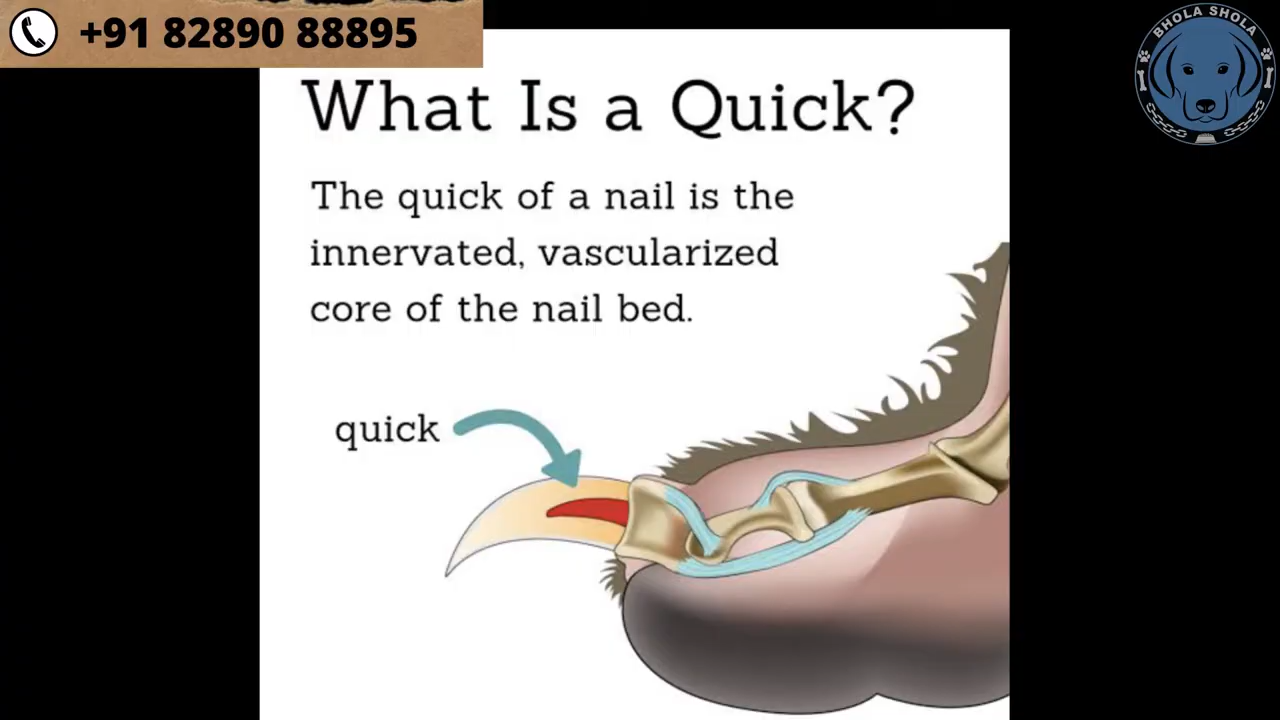 +91 82890 88895
BHOLA SHOLA
What Is a Quick?
The quick of a nail is the
innervated, vascularized
core of the nail bed.
quick